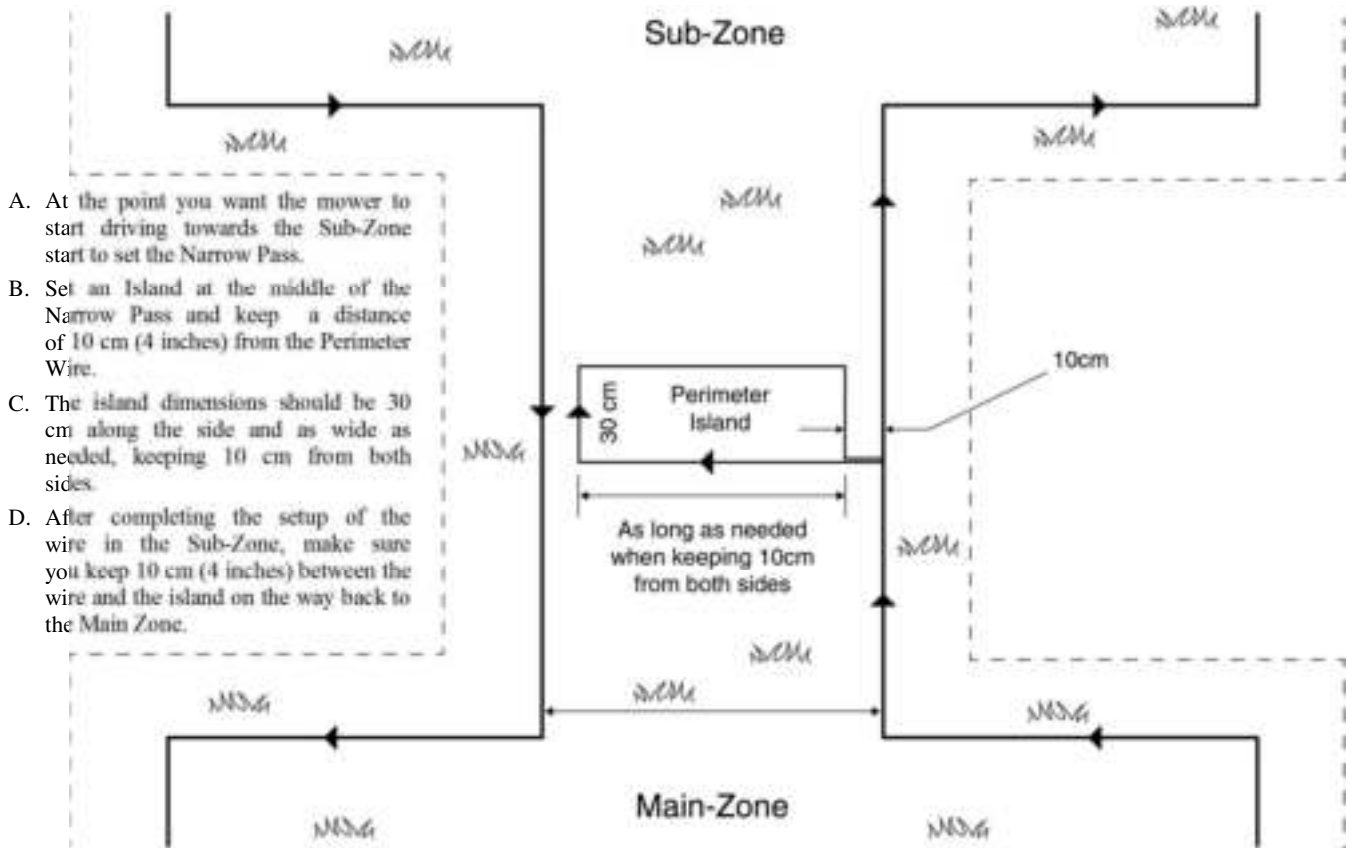 Sub-Zone
A. At the point you want the mower to
start driving towards the Sub-Zone
start to set the Narrow Pass.
B. Set an Island at the middle of the
Narrow Pass and keep a distance
of 10 cm (4 inches) from the Perimeter
Wire.
C. The island dimensions should be 30
cm along the side and as wide as
needed, keeping 10 cm from both
sides.
D. After completing the setup of the
wire in the Sub-Zone, make sure
you keep 10 cm (4 inches) between the
wire and the island on the way back to
the Main Zone.
10cm
30 cm
Perimeter
Island
As long as needed
when keeping 10cm
from both sides
Main-Zone